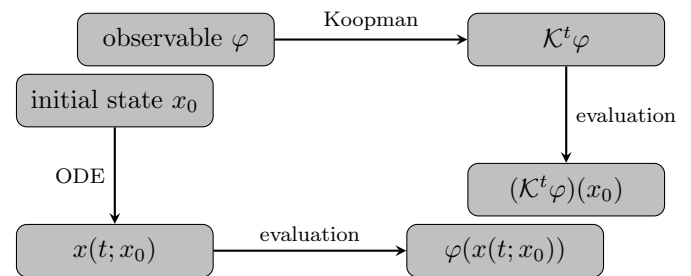 observable φ
Koopman
𝒦ᵗφ
initial state x₀
evaluation
ODE
(𝒦ᵗφ)(x₀)
x(t; x₀)
evaluation
φ(x(t; x₀))